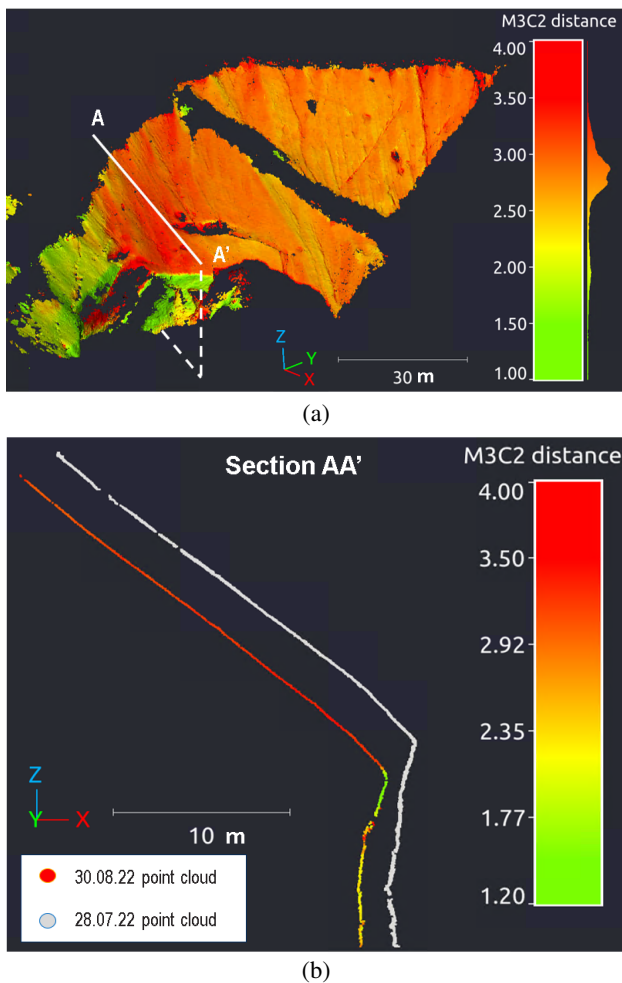 M3C2 distance
4.00
3.50
3.00
2.50
2.00
1.50
1.00
A
A'
Z
Y
X
30 m
(a)
Section AA'
M3C2 distance
4.00
3.50
2.92
2.35
1.77
1.20
Z
Y X
10 m
30.08.22 point cloud
28.07.22 point cloud
(b)